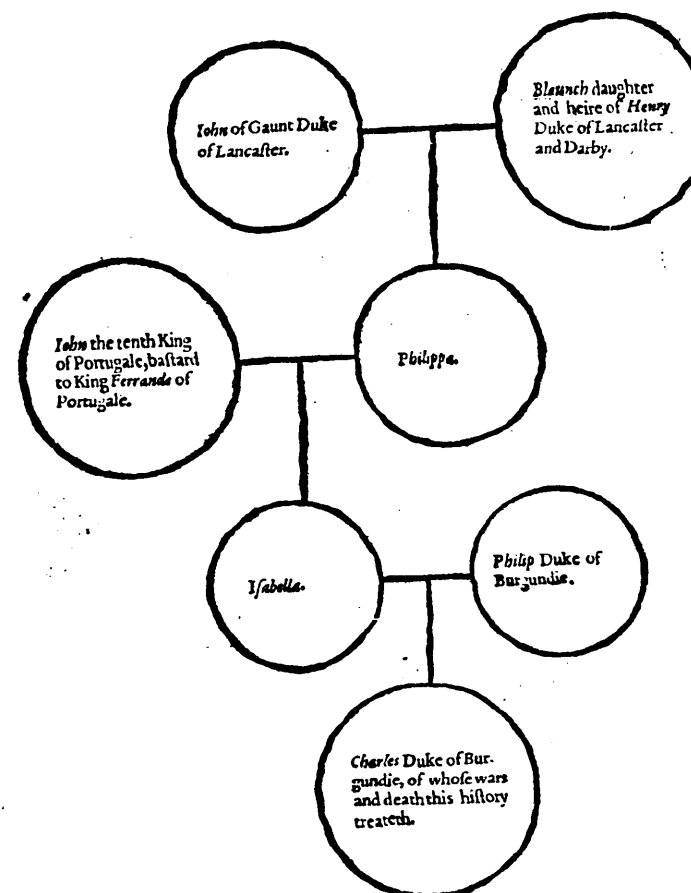 Iohn of Gaunt Duke
of Lancaſter.
Blaunch daughter
and heire of Henry
Duke of Lancaſter
and Darby.
Iohn the tenth King
of Portugale, baſtard
to King Ferrande of
Portugale.
Philippa.
Iſabella.
Philip Duke of
Burgundie.
Charles Duke of Bur-
gundie, of whoſe wars
and death this hiſtory
treateth.